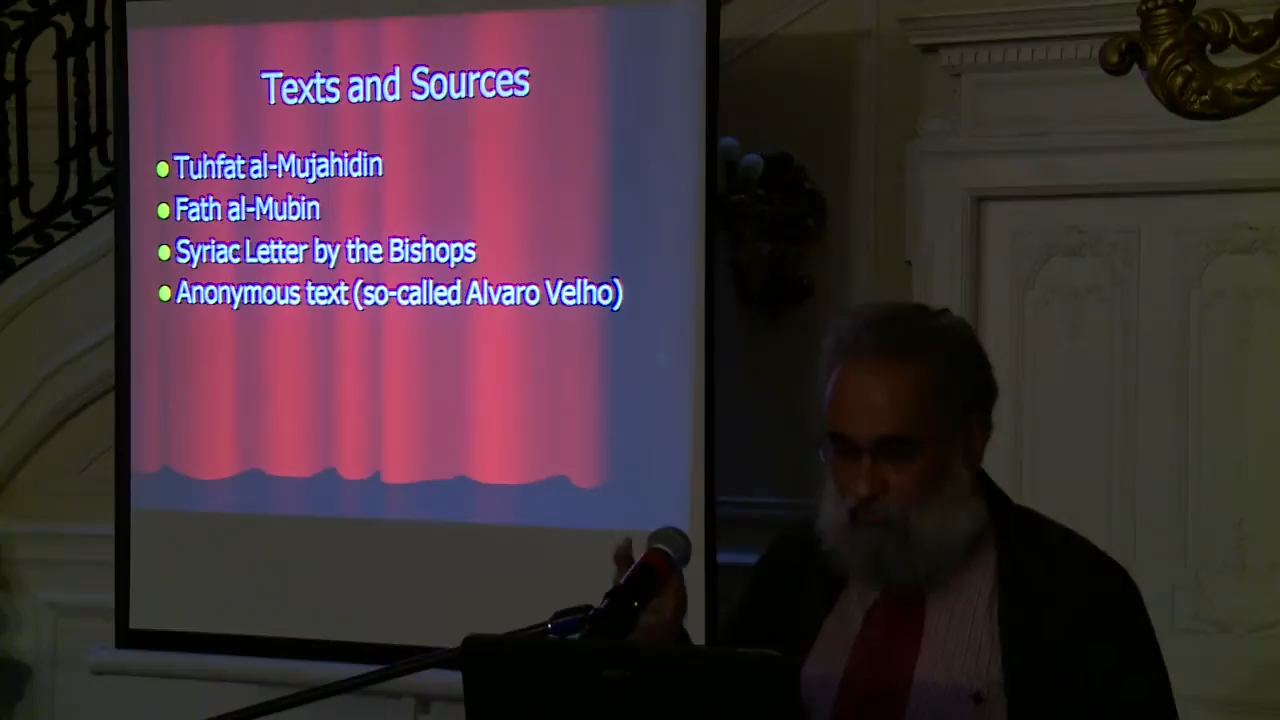 Texts and Sources
Tuhfat al-Mujahidin
Fath al-Mubin
Syriac Letter by the Bishops
Anonymous text (so-called Alvaro Velho)